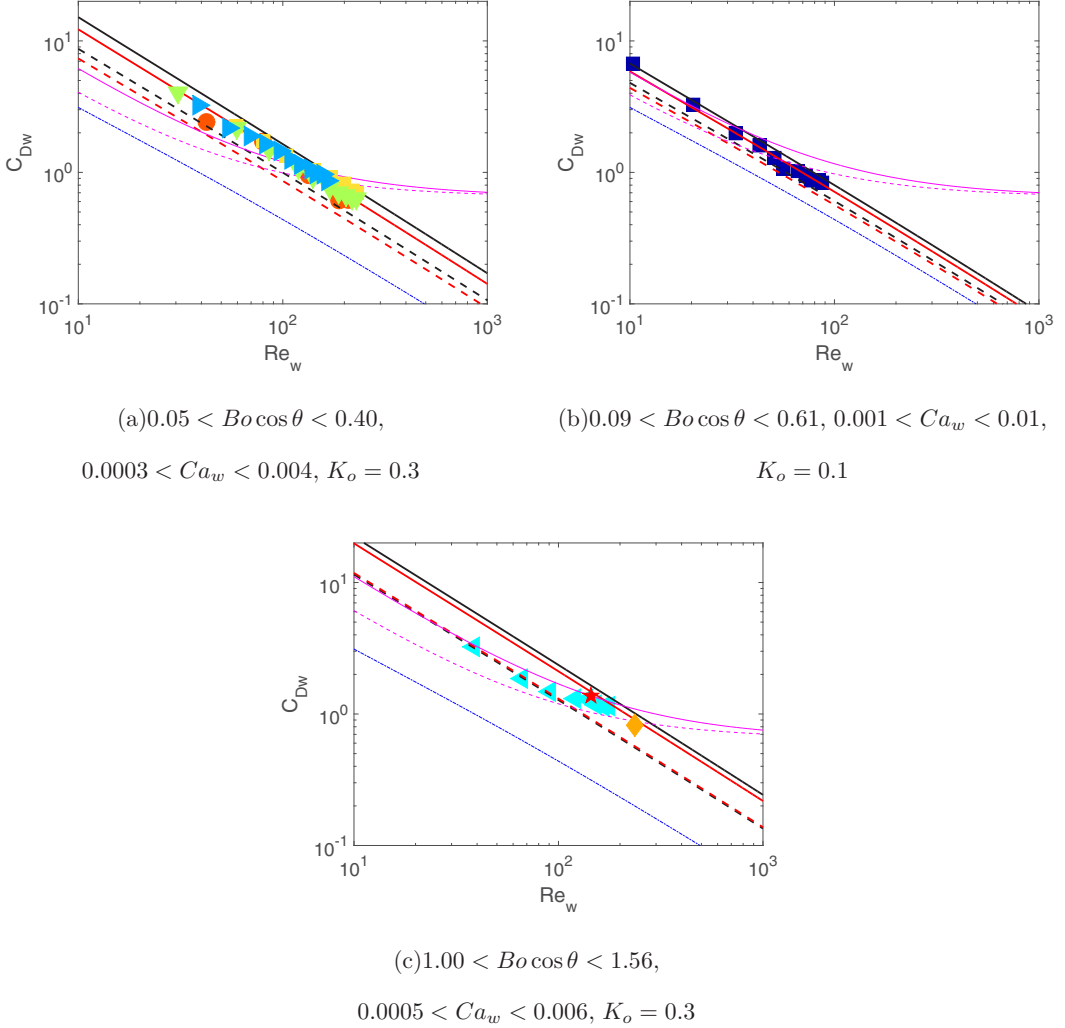 10^1
10^0
10^-1
C_Dw
10^1 10^2 10^3
Re_w
10^1
10^0
10^-1
C_Dw
10^1 10^2 10^3
Re_w
(a)0.05 < Bo cos θ < 0.40,
0.0003 < Ca_w < 0.004, K_o = 0.3
(b)0.09 < Bo cos θ < 0.61, 0.001 < Ca_w < 0.01,
K_o = 0.1
10^1
10^0
10^-1
C_Dw
10^1 10^2 10^3
Re_w
(c)1.00 < Bo cos θ < 1.56,
0.0005 < Ca_w < 0.006, K_o = 0.3